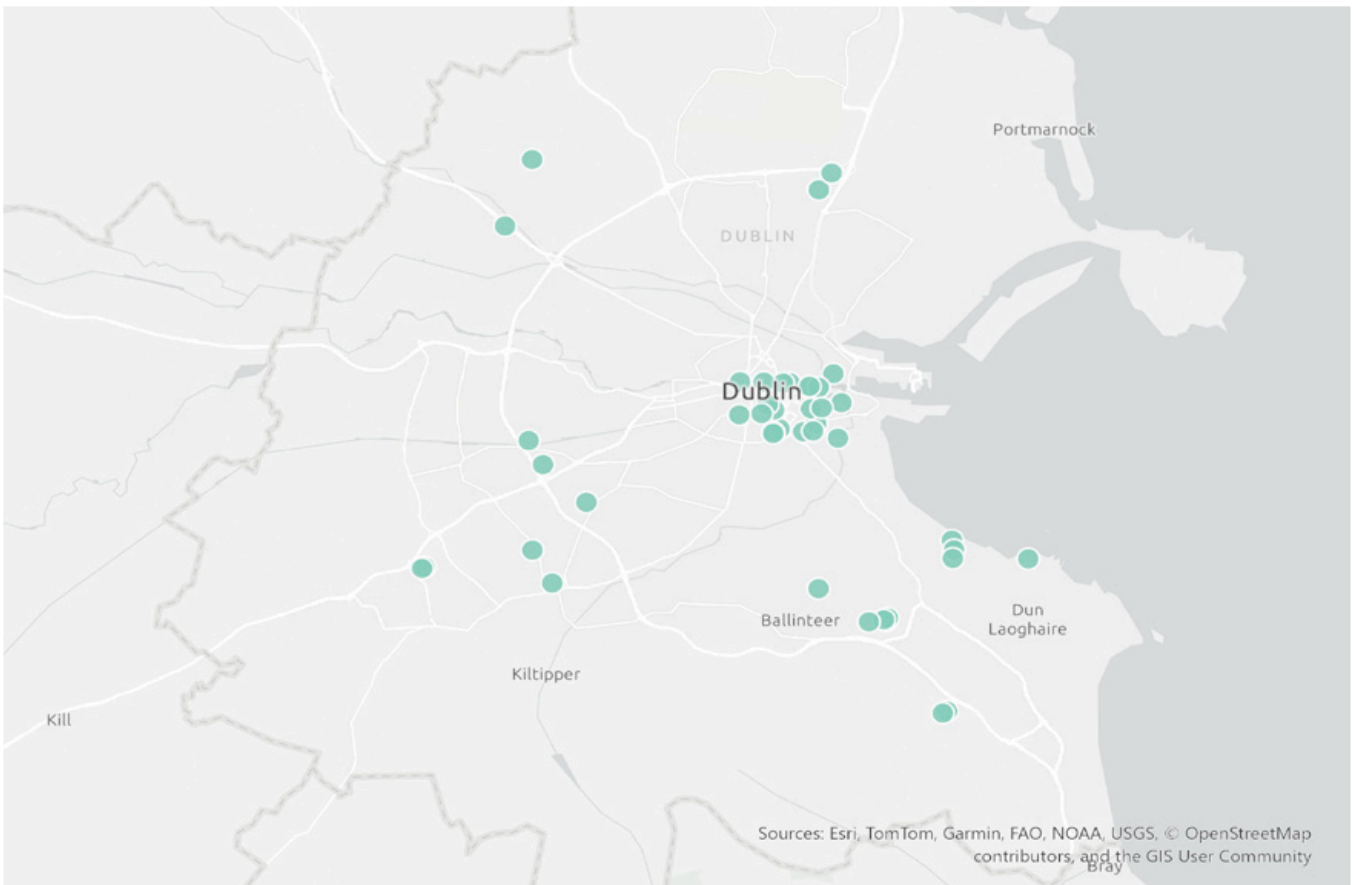 Portmarnock
DUBLIN
Dublin
Ballinteer
Dun
Laoghaire
Kiltipper
Kill
Sources: Esri, TomTom, Garmin, FAO, NOAA, USGS, © OpenStreetMap
contributors, and the GIS User Community
Bray